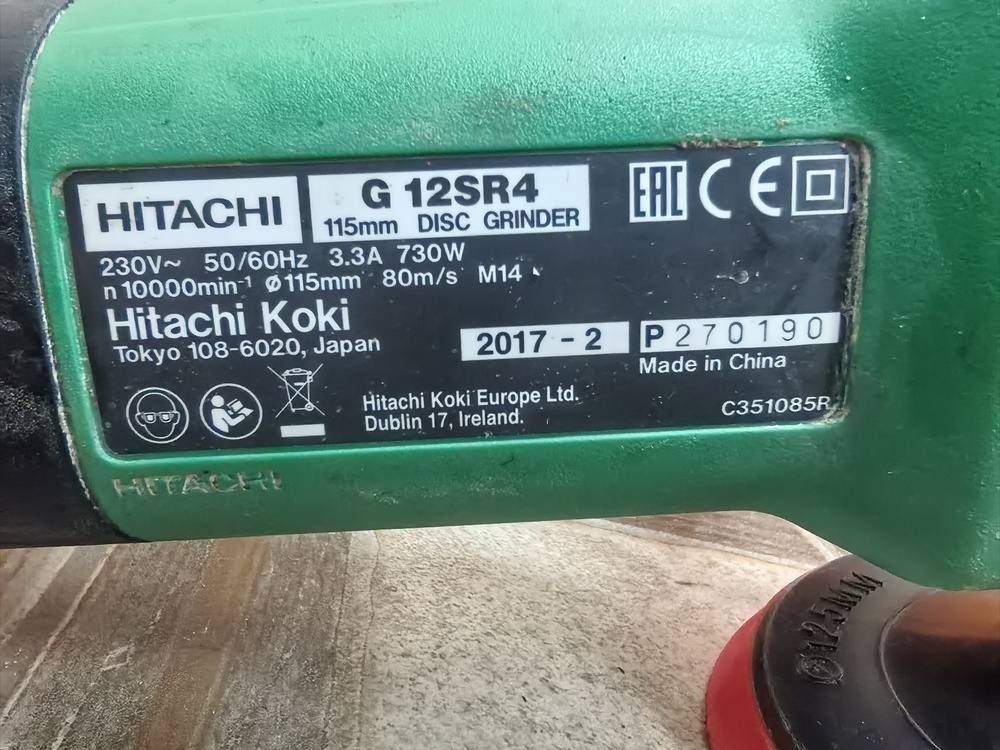 HITACHI
G 12SR4
115mm DISC GRINDER
EAC CE
230V~ 50/60Hz 3.3A 730W
n 10000min⁻¹ Ø115mm 80m/s M14
Hitachi Koki
Tokyo 108-6020, Japan
2017 - 2
P270190
Made in China
Hitachi Koki Europe Ltd.
Dublin 17, Ireland.
C351085R
HITACHI
Ø125MM